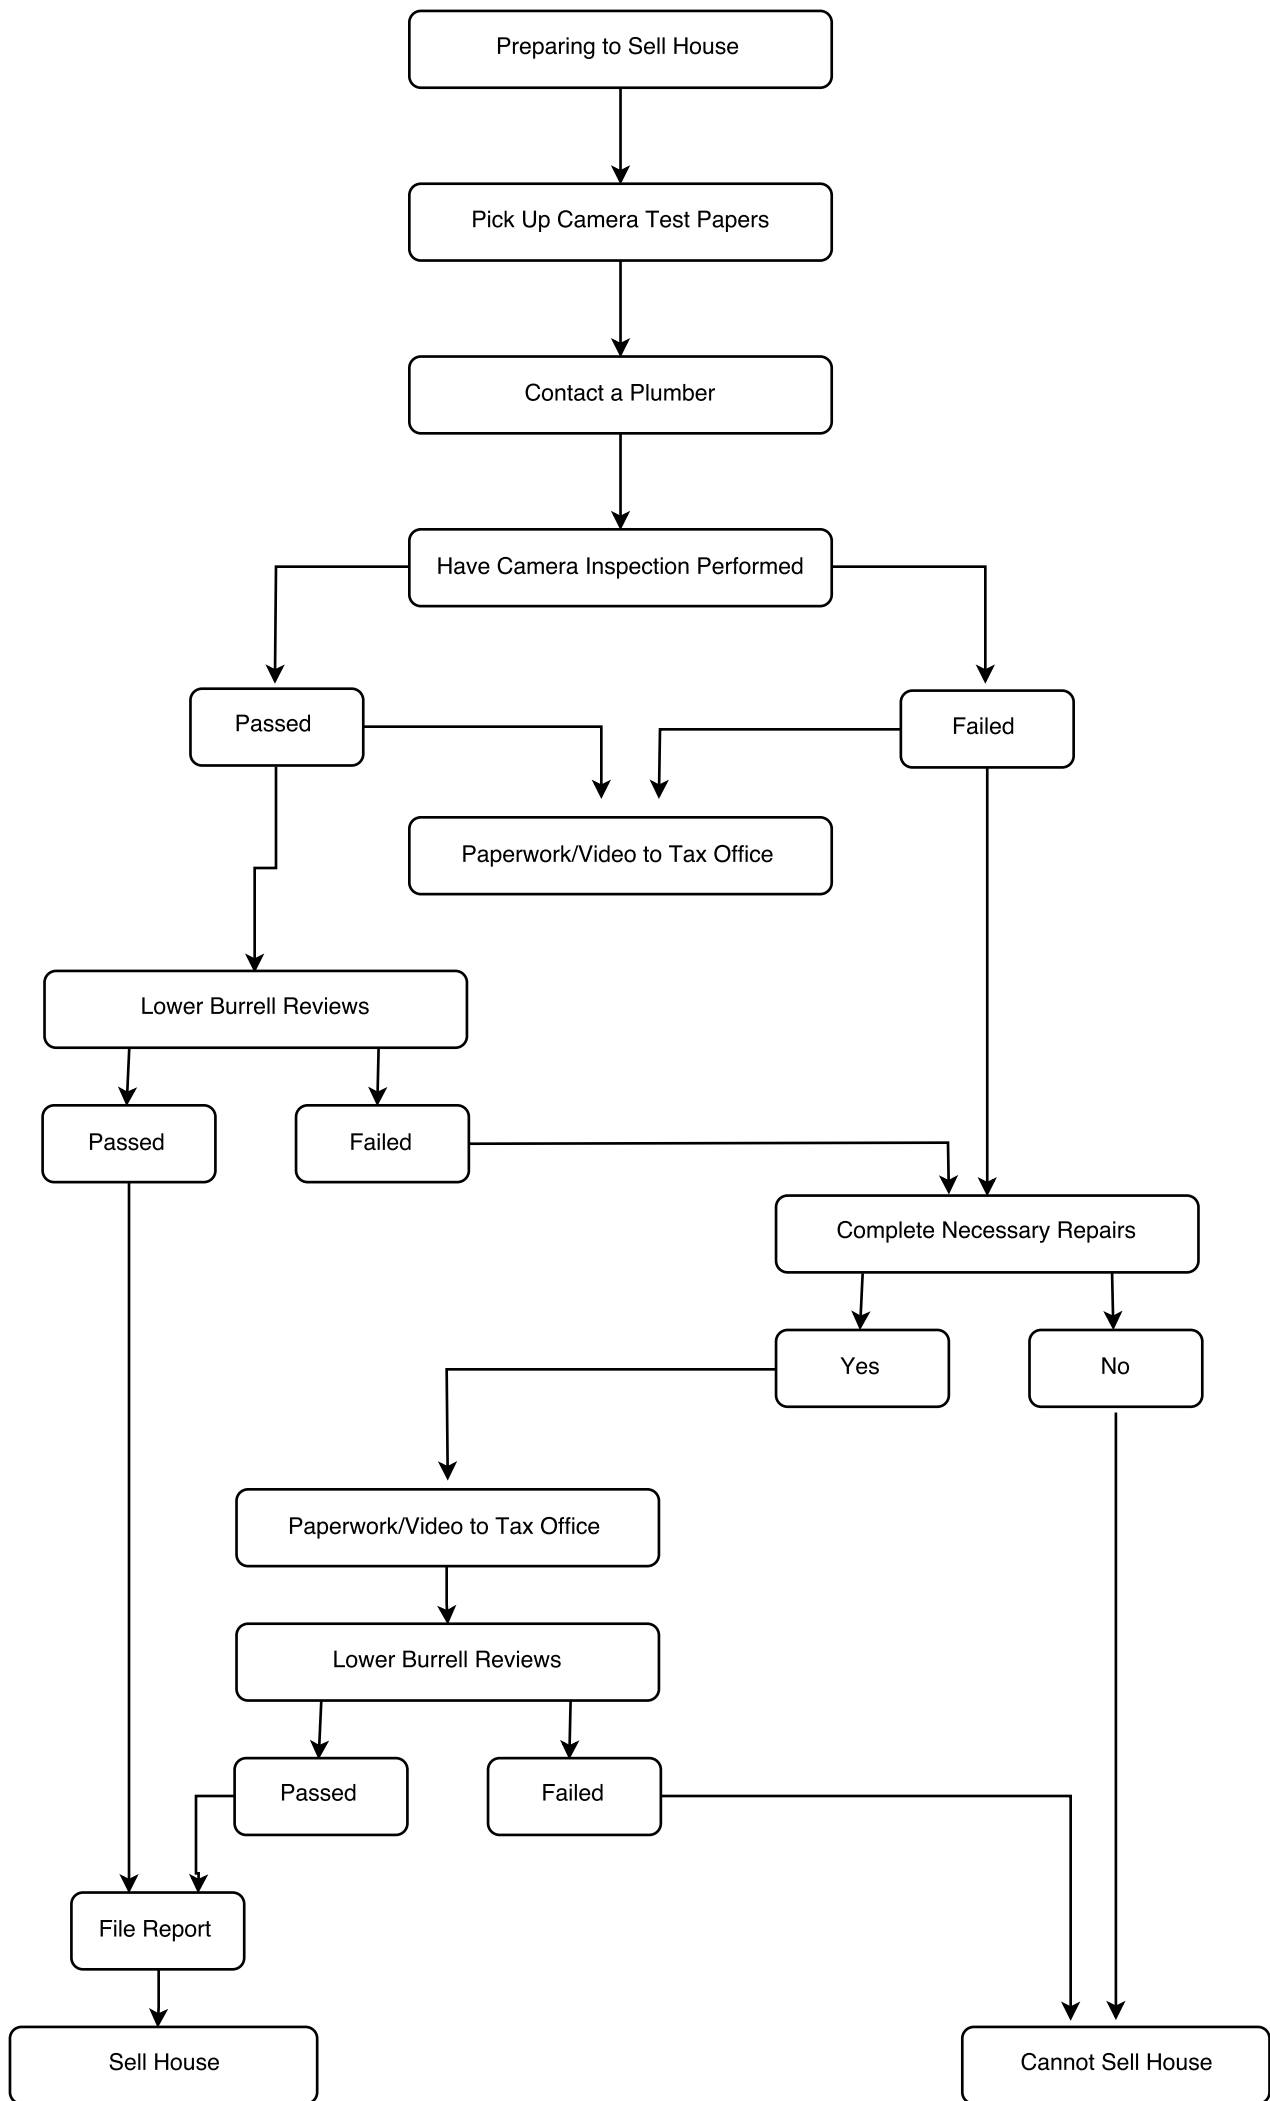 Preparing to Sell House
Pick Up Camera Test Papers
Contact a Plumber
Have Camera Inspection Performed
Passed
Failed
Paperwork/Video to Tax Office
Lower Burrell Reviews
Passed
Failed
Complete Necessary Repairs
Yes
No
Paperwork/Video to Tax Office
Lower Burrell Reviews
Passed
Failed
File Report
Sell House
Cannot Sell House